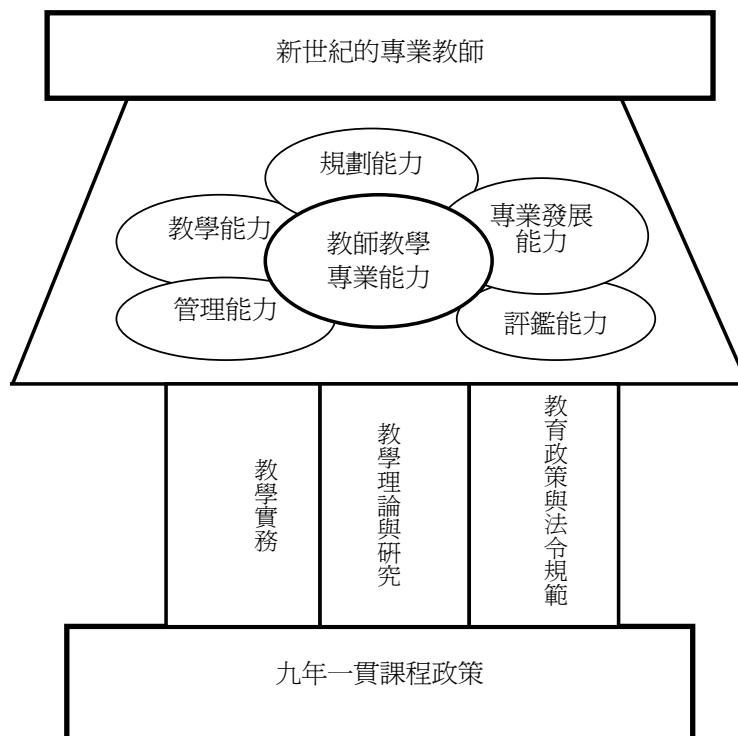 新世紀的專業教師
規劃能力
教學能力
專業發展
能力
教師教學
專業能力
管理能力
評鑑能力
教學實務
教學理論與研究
教育政策與法令規範
九年一貫課程政策